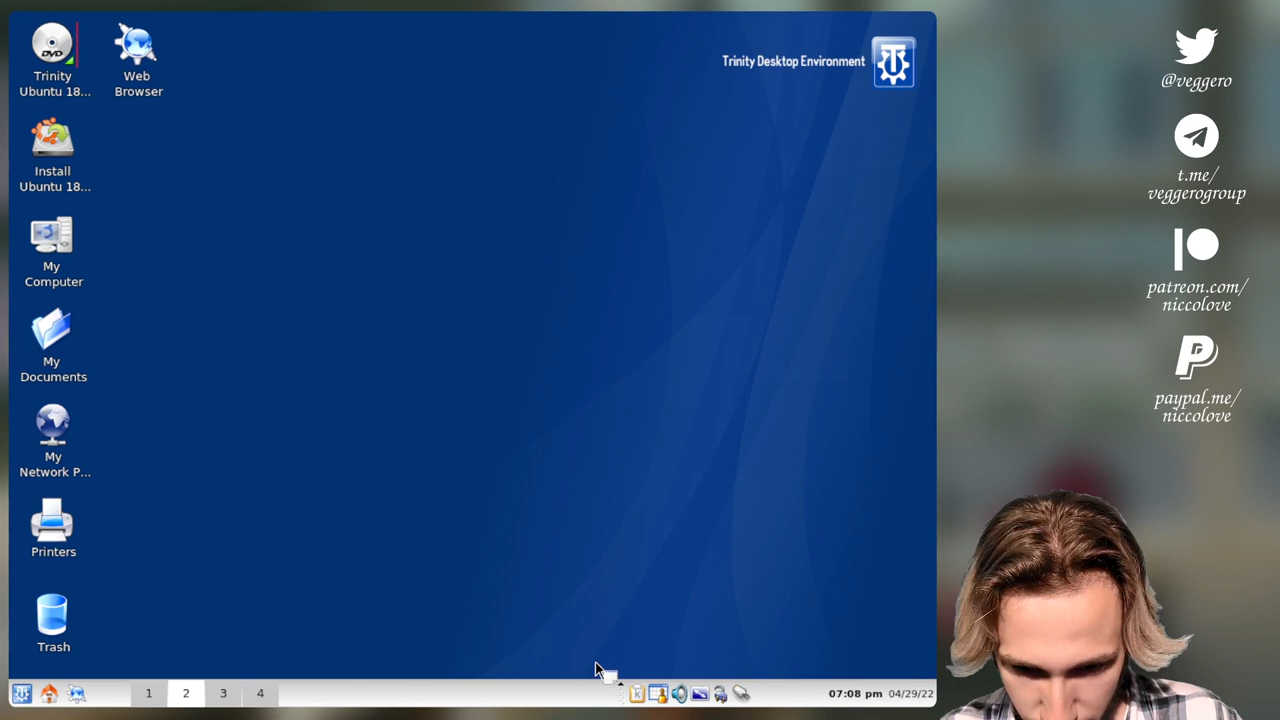 Trinity
Ubuntu 18...
Web
Browser
Trinity Desktop Environment
DVD
Install
Ubuntu 18...
My
Computer
My
Documents
My
Network P...
Printers
Trash
1
2
3
4
07:08 pm
04/29/22
@veggero
t.me/
veggerogroup
patreon.com/
niccolove
paypal.me/
niccolove